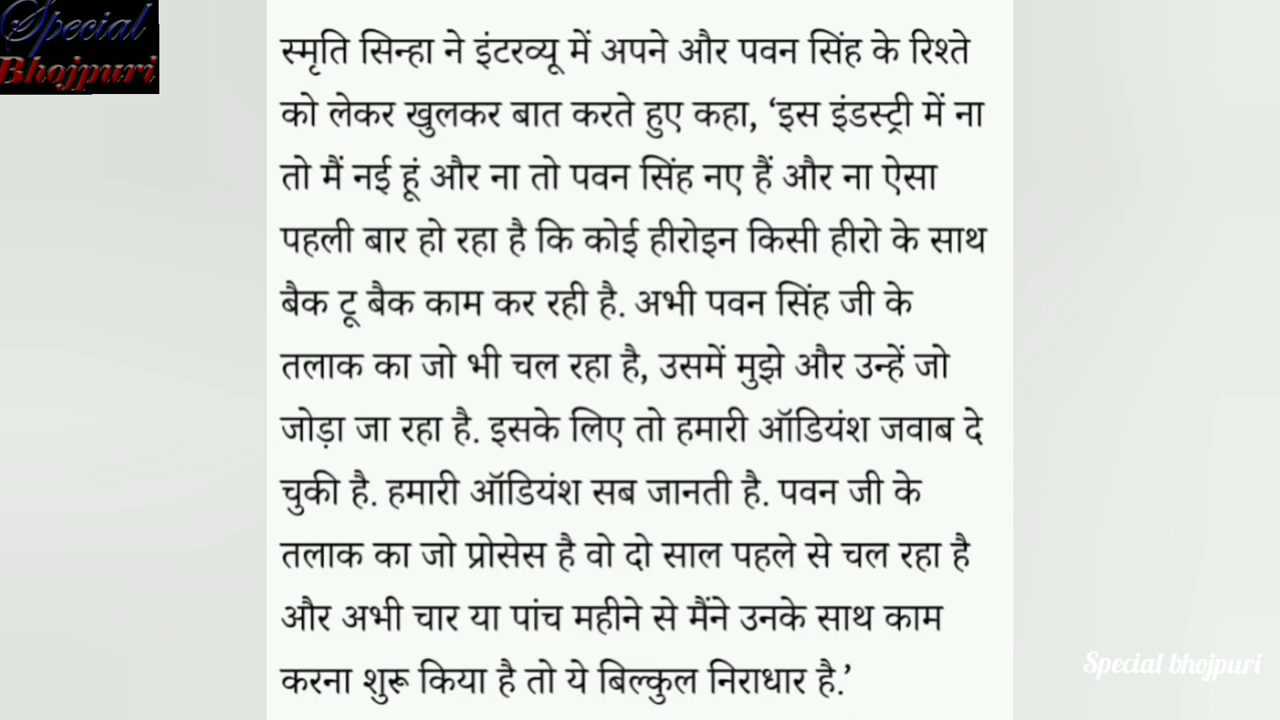 Special
Bhojpuri
स्मृति सिन्हा ने इंटरव्यू में अपने और पवन सिंह के रिश्ते
को लेकर खुलकर बात करते हुए कहा, ‘इस इंडस्ट्री में ना
तो मैं नई हूं और ना तो पवन सिंह नए हैं और ना ऐसा
पहली बार हो रहा है कि कोई हीरोइन किसी हीरो के साथ
बैक टू बैक काम कर रही है. अभी पवन सिंह जी के
तलाक का जो भी चल रहा है, उसमें मुझे और उन्हें जो
जोड़ा जा रहा है. इसके लिए तो हमारी ऑडियंश जवाब दे
चुकी है. हमारी ऑडियंश सब जानती है. पवन जी के
तलाक का जो प्रोसेस है वो दो साल पहले से चल रहा है
और अभी चार या पांच महीने से मैंने उनके साथ काम
करना शुरू किया है तो ये बिल्कुल निराधार है.’
Special bhojpuri